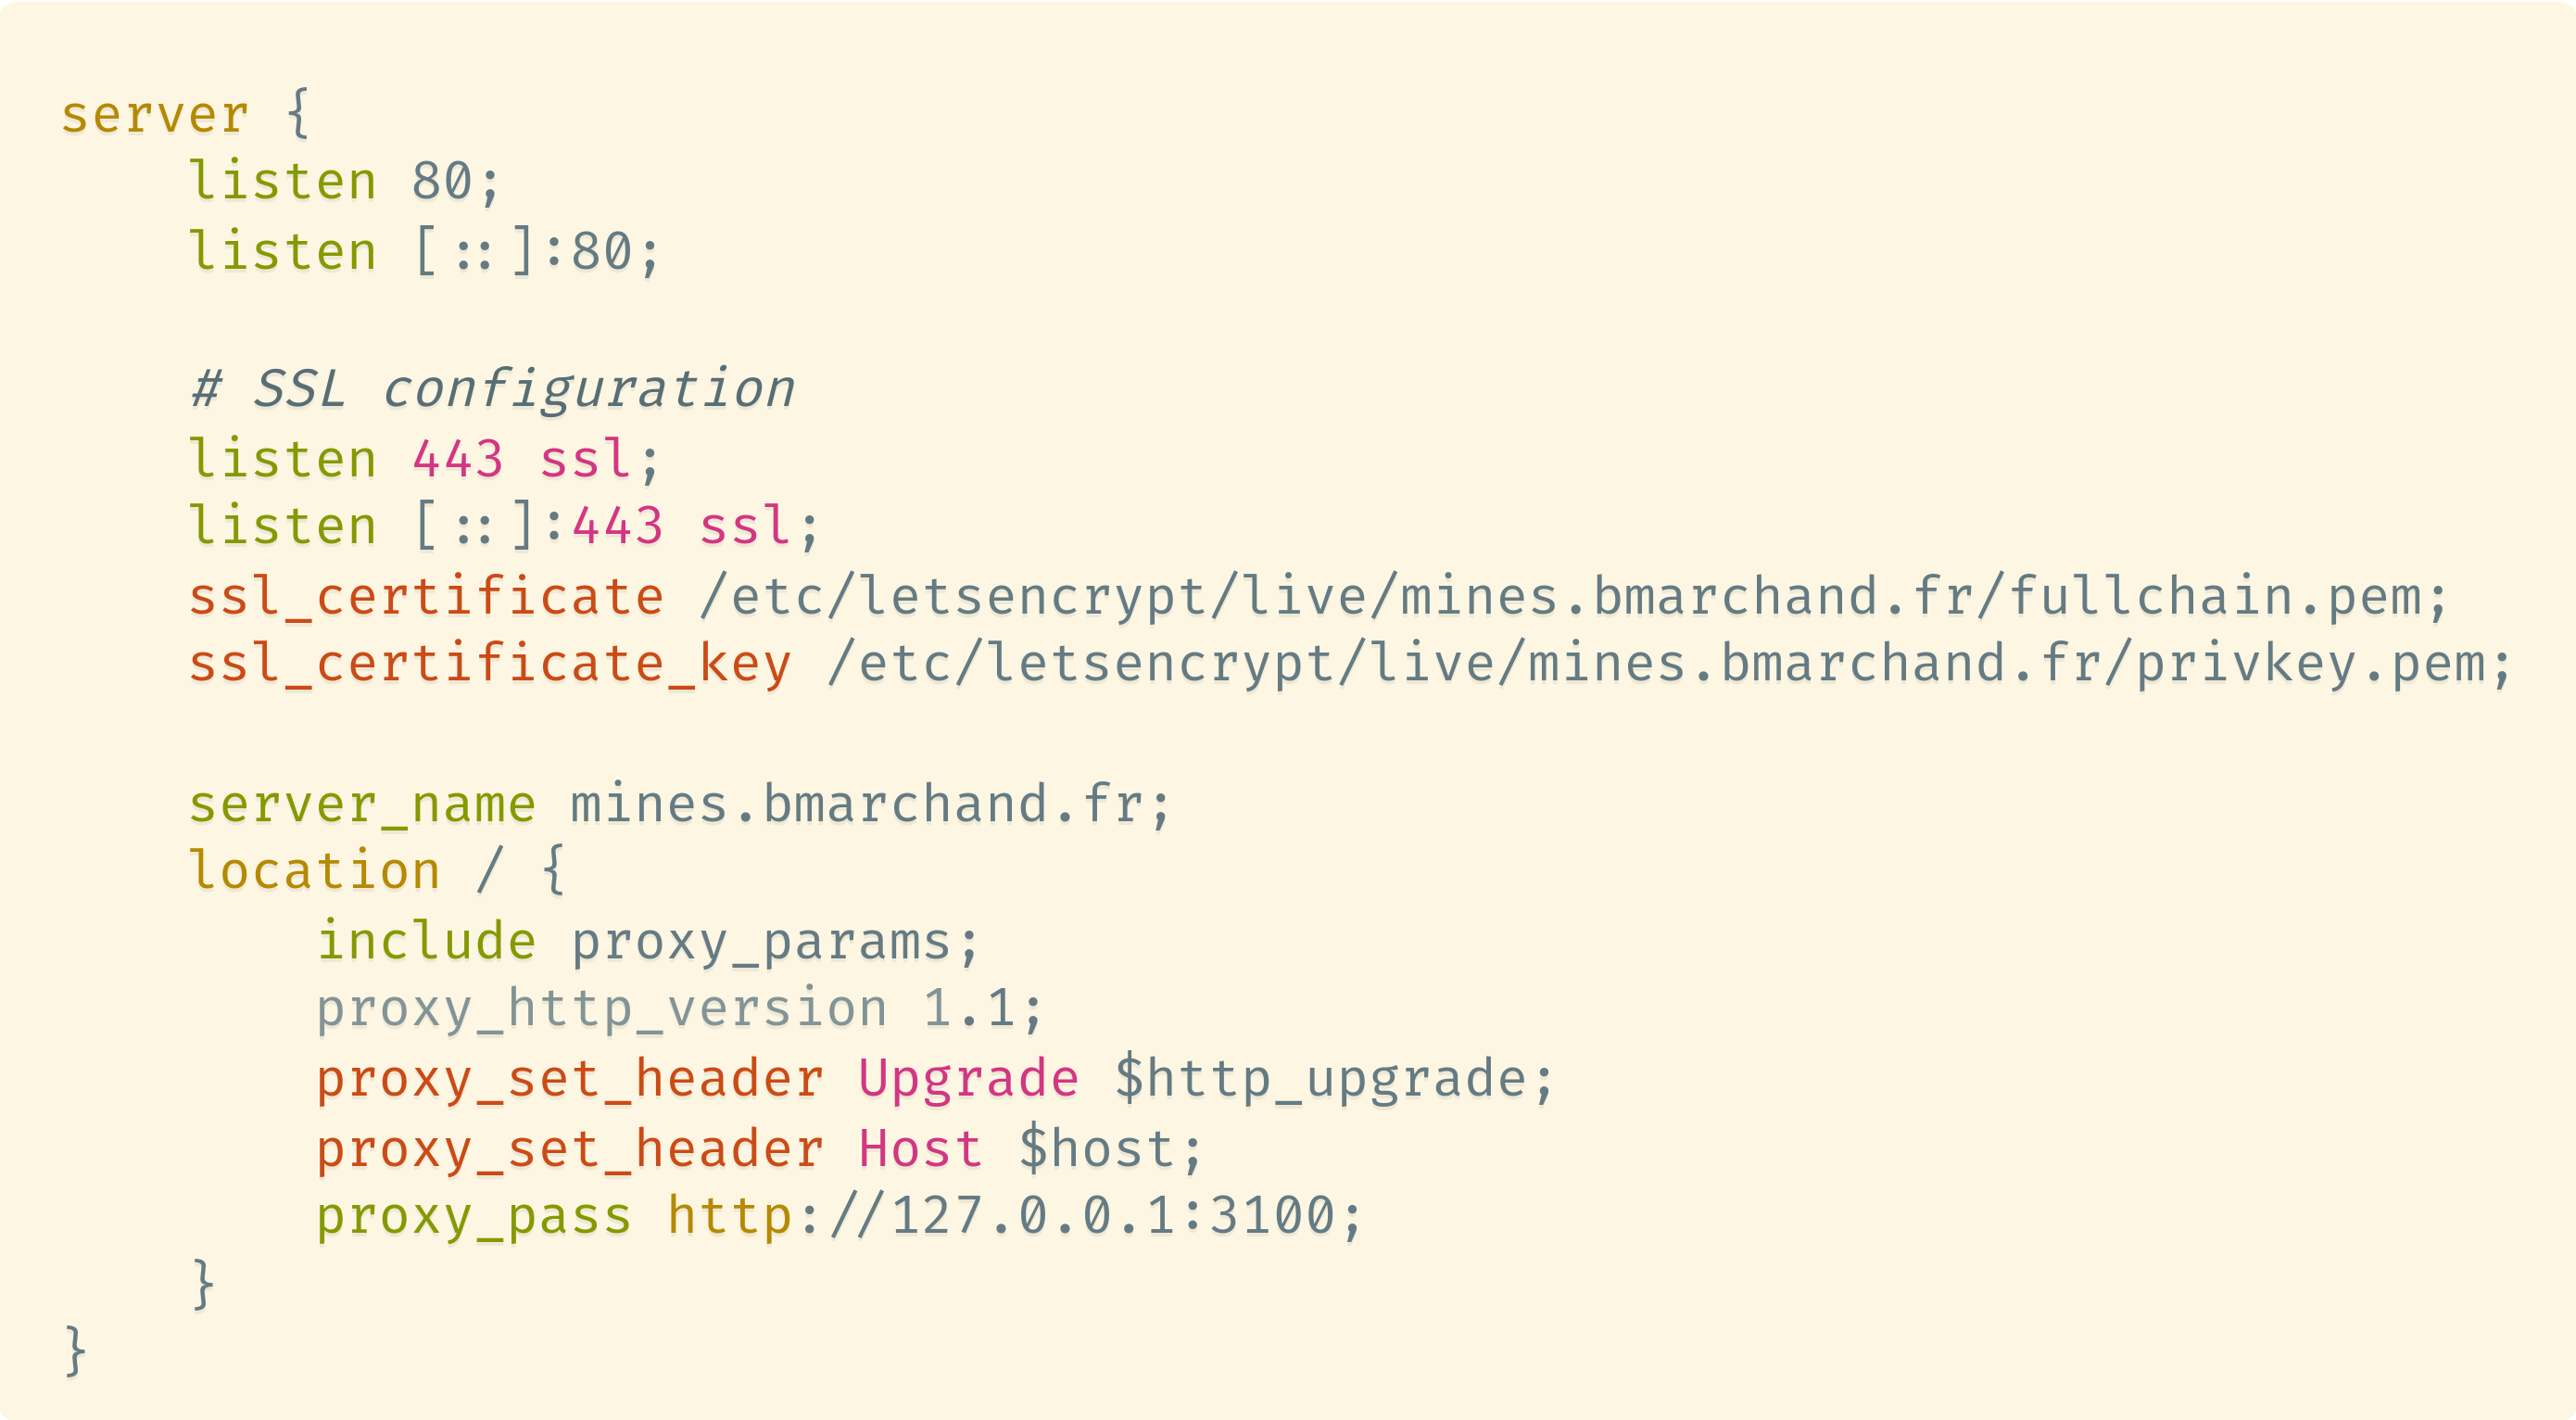 server {
    listen 80;
    listen [::]:80;

    # SSL configuration
    listen 443 ssl;
    listen [::]:443 ssl;
    ssl_certificate /etc/letsencrypt/live/mines.bmarchand.fr/fullchain.pem;
    ssl_certificate_key /etc/letsencrypt/live/mines.bmarchand.fr/privkey.pem;

    server_name mines.bmarchand.fr;
    location / {
        include proxy_params;
        proxy_http_version 1.1;
        proxy_set_header Upgrade $http_upgrade;
        proxy_set_header Host $host;
        proxy_pass http://127.0.0.1:3100;
    }
}